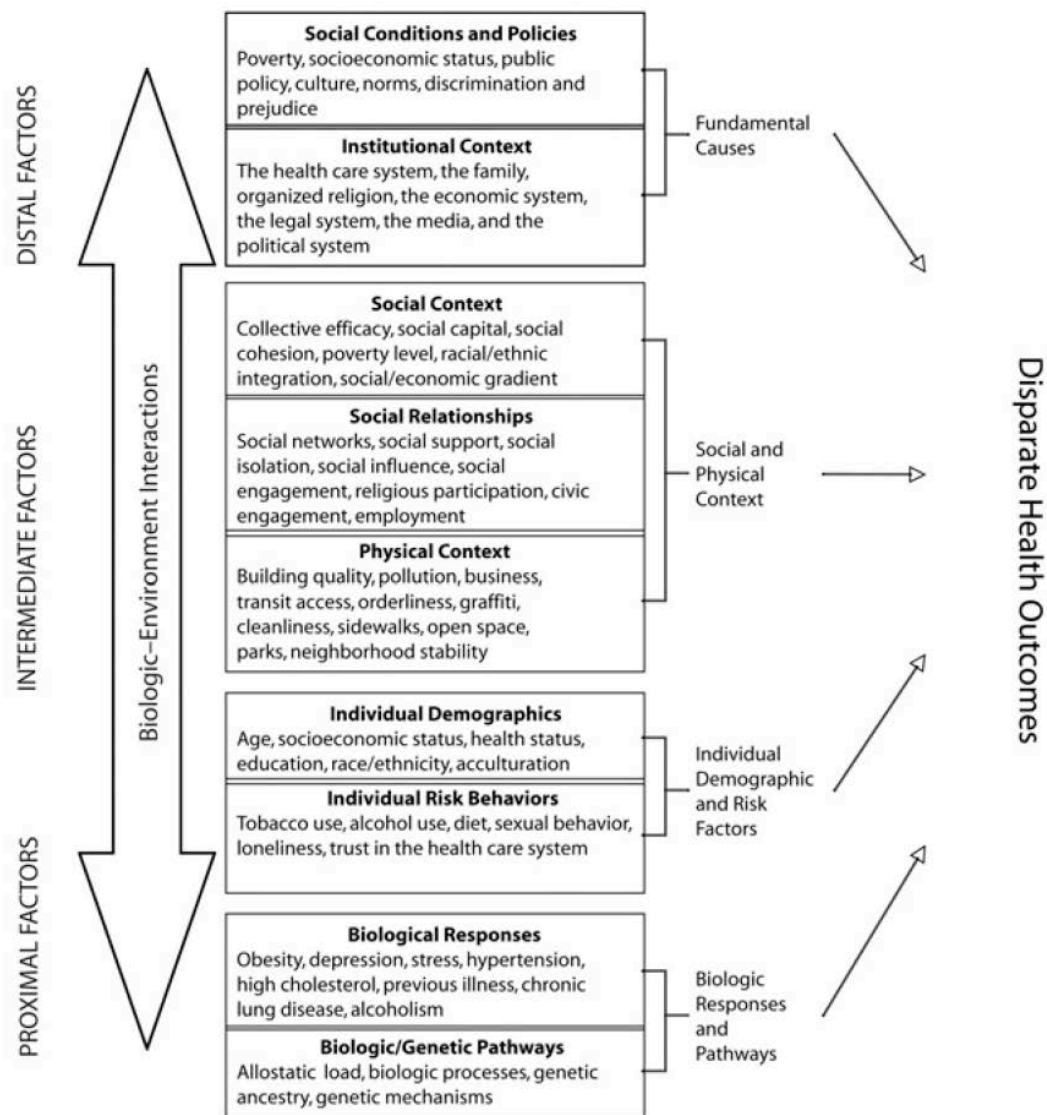 DISTAL FACTORS
INTERMEDIATE FACTORS
PROXIMAL FACTORS
Biologic–Environment Interactions
Social Conditions and Policies
Poverty, socioeconomic status, public
policy, culture, norms, discrimination and
prejudice
Institutional Context
The health care system, the family,
organized religion, the economic system,
the legal system, the media, and the
political system
Fundamental
Causes
Social Context
Collective efficacy, social capital, social
cohesion, poverty level, racial/ethnic
integration, social/economic gradient
Social Relationships
Social networks, social support, social
isolation, social influence, social
engagement, religious participation, civic
engagement, employment
Physical Context
Building quality, pollution, business,
transit access, orderliness, graffiti,
cleanliness, sidewalks, open space,
parks, neighborhood stability
Social and
Physical
Context
Individual Demographics
Age, socioeconomic status, health status,
education, race/ethnicity, acculturation
Individual Risk Behaviors
Tobacco use, alcohol use, diet, sexual behavior,
loneliness, trust in the health care system
Individual
Demographic
and Risk
Factors
Biological Responses
Obesity, depression, stress, hypertension,
high cholesterol, previous illness, chronic
lung disease, alcoholism
Biologic/Genetic Pathways
Allostatic load, biologic processes, genetic
ancestry, genetic mechanisms
Biologic
Responses
and
Pathways
Disparate Health Outcomes